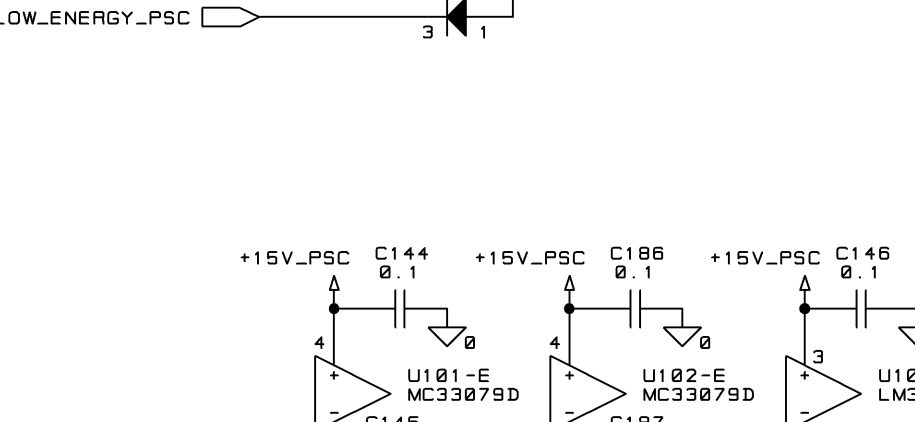 LOW_ENERGY_PSC
3 1
+15V_PSC C144 +15V_PSC C186 +15V_PSC C146
0.1 0.1 0.1
4 0 4 0 3
+ U101-E + U102-E +
MC33079D MC33079D
- - -